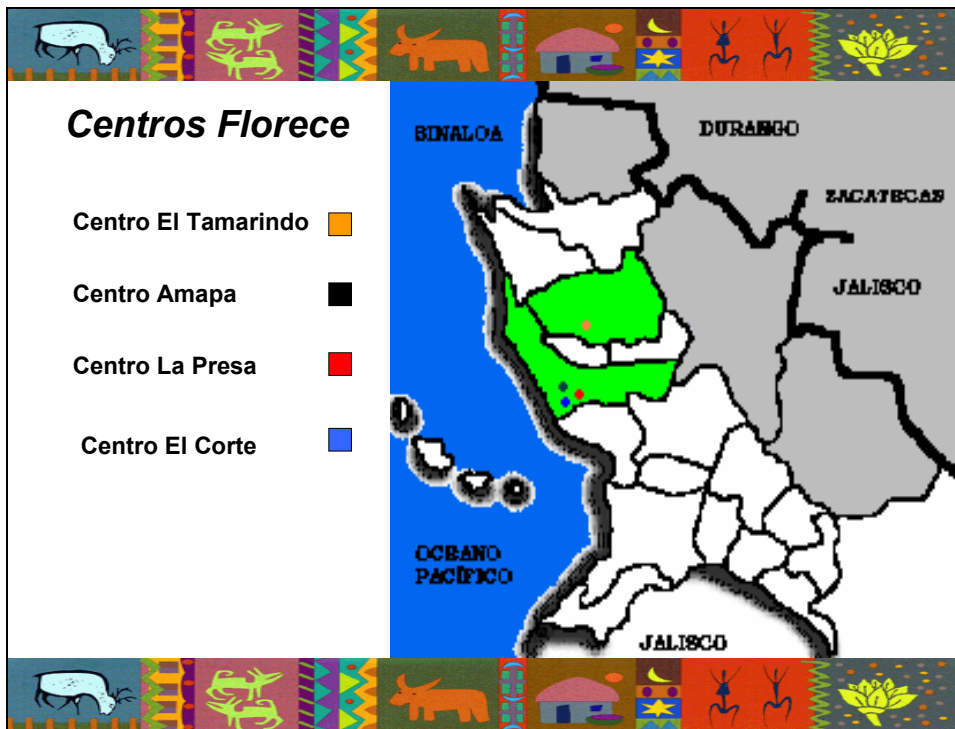 Centros Florece
Centro El Tamarindo
Centro Amapa
Centro La Presa
Centro El Corte
SINALOA
DURANGO
ZACATECAS
JALISCO
OCEANO
PACÍFICO
JALISCO